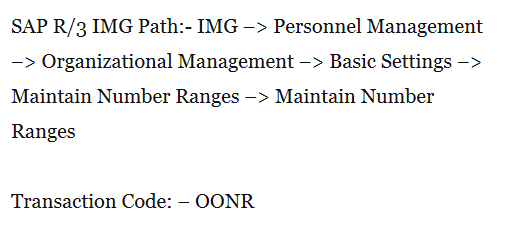 SAP R/3 IMG Path:- IMG –> Personnel Management
–> Organizational Management –> Basic Settings –>
Maintain Number Ranges –> Maintain Number
Ranges
Transaction Code: – OONR